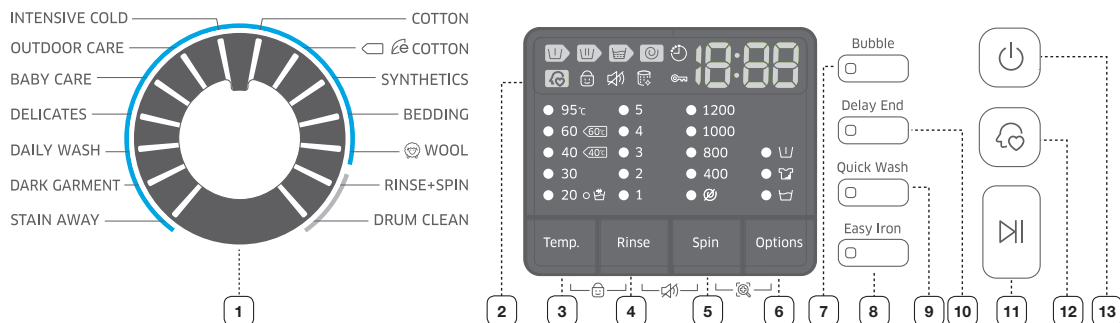 INTENSIVE COLD
OUTDOOR CARE
BABY CARE
DELICATES
DAILY WASH
DARK GARMENT
STAIN AWAY
COTTON
e COTTON
SYNTHETICS
BEDDING
WOOL
RINSE+SPIN
DRUM CLEAN
1
18:88
95℃ 5 1200
60 60℃ 4 1000
40 40℃ 3 800
30 2 400
20 1
Temp. Rinse Spin Options
2 3 4 5 6
Bubble
Delay End
Quick Wash
Easy Iron
7 8 9 10 11 12 13